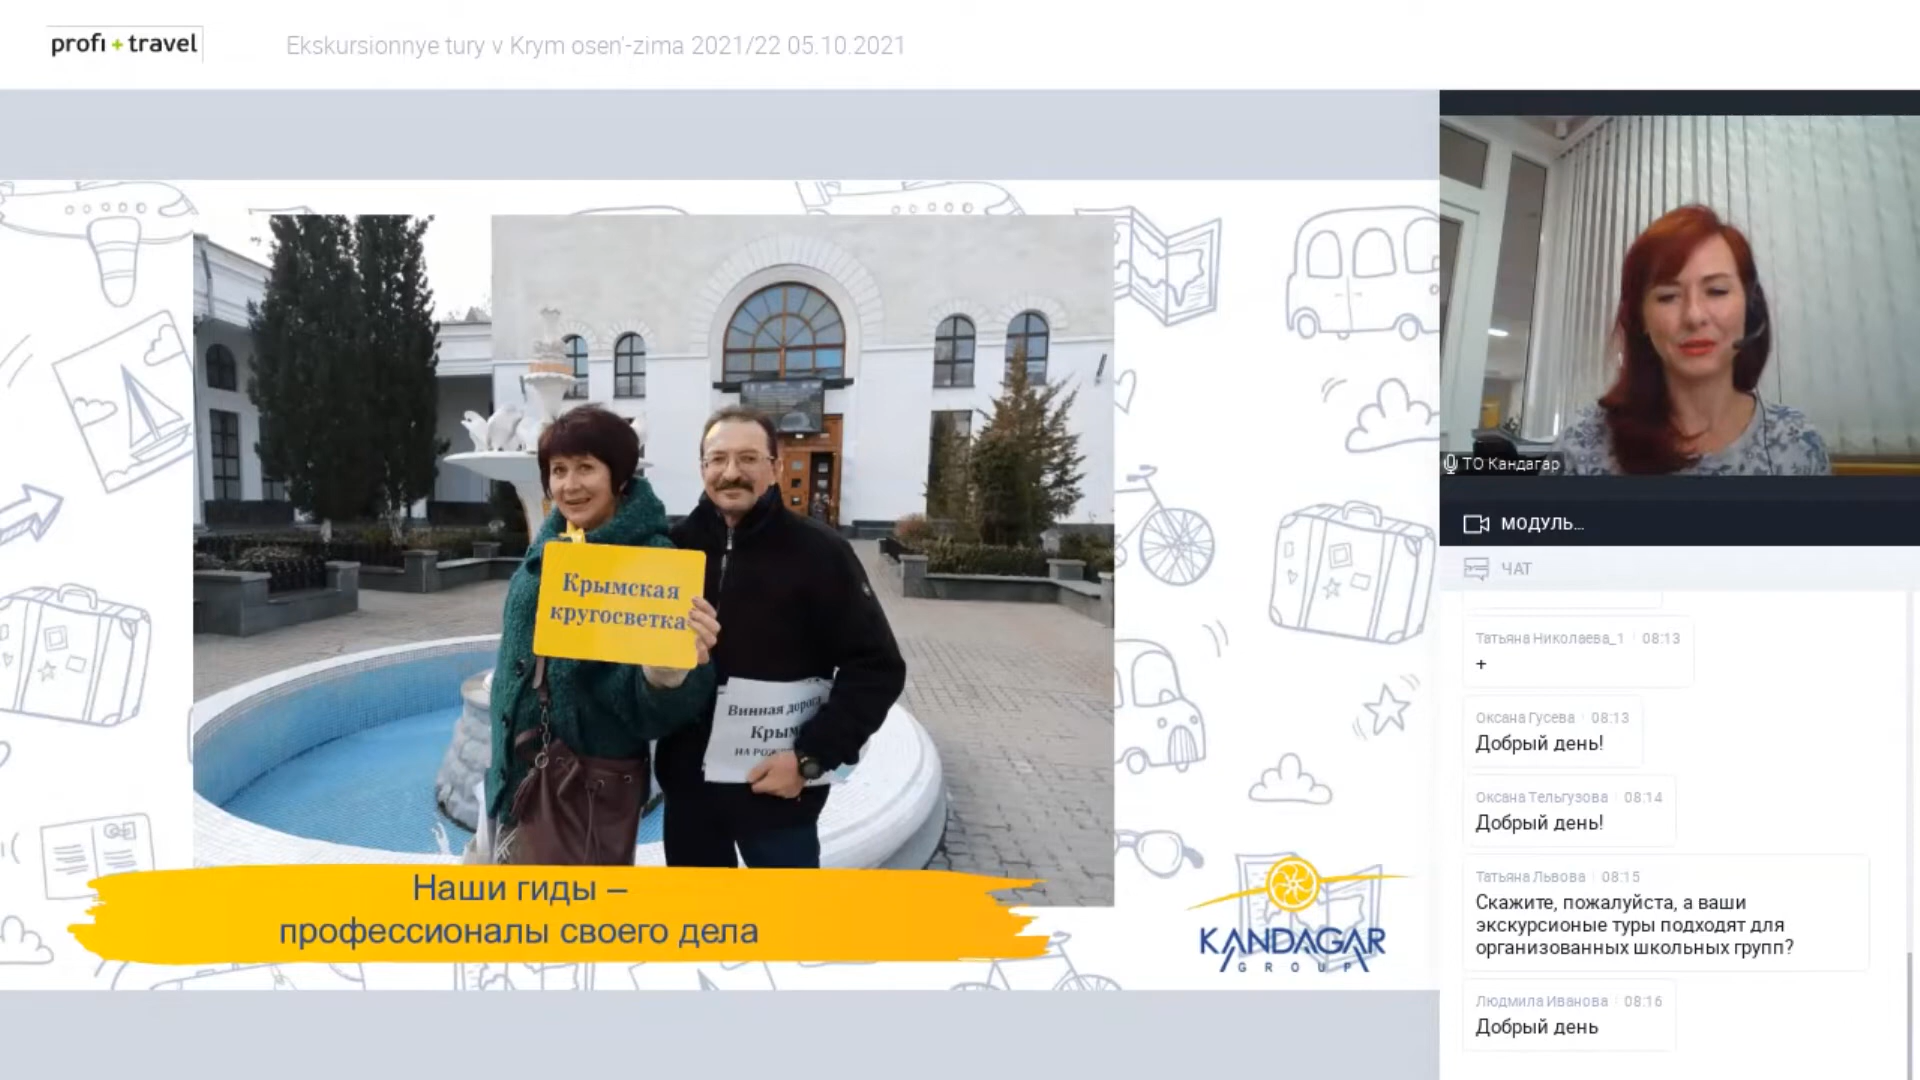 profi + travel
Ekskursionnye tury v Krym osen'-zima 2021/22 05.10.2021
Крымская
кругосветка
Винная дорога
Крым
Наши гиды –
профессионалы своего дела
KANDAGAR
GROUP
ТО Кандагар
МОДУЛЬ...
ЧАТ
Татьяна Николаева_1 08:13
+
Оксана Гусева 08:13
Добрый день!
Оксана Тельгузова 08:14
Добрый день!
Татьяна Львова 08:15
Скажите, пожалуйста, а ваши
экскурсионые туры подходят для
организованных школьных групп?
Людмила Иванова 08:16
Добрый день